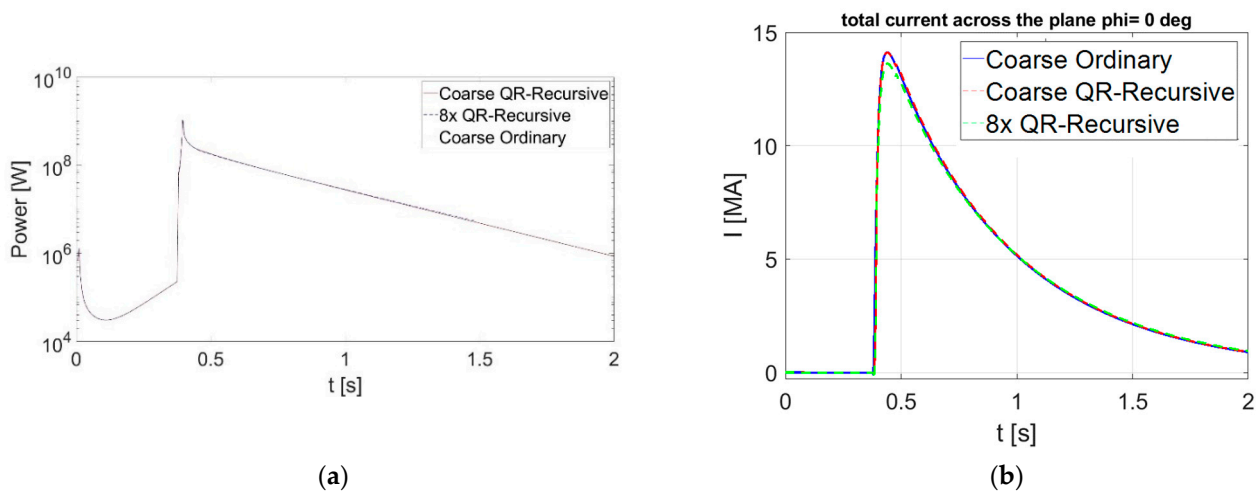 Power [W]
10^10
10^8
10^6
10^4
Coarse QR-Recursive
8x QR-Recursive
Coarse Ordinary
0
0.5
1
1.5
2
t [s]
(a)
total current across the plane phi= 0 deg
I [MA]
15
10
5
0
Coarse Ordinary
Coarse QR-Recursive
8x QR-Recursive
0
0.5
1
1.5
2
t [s]
(b)